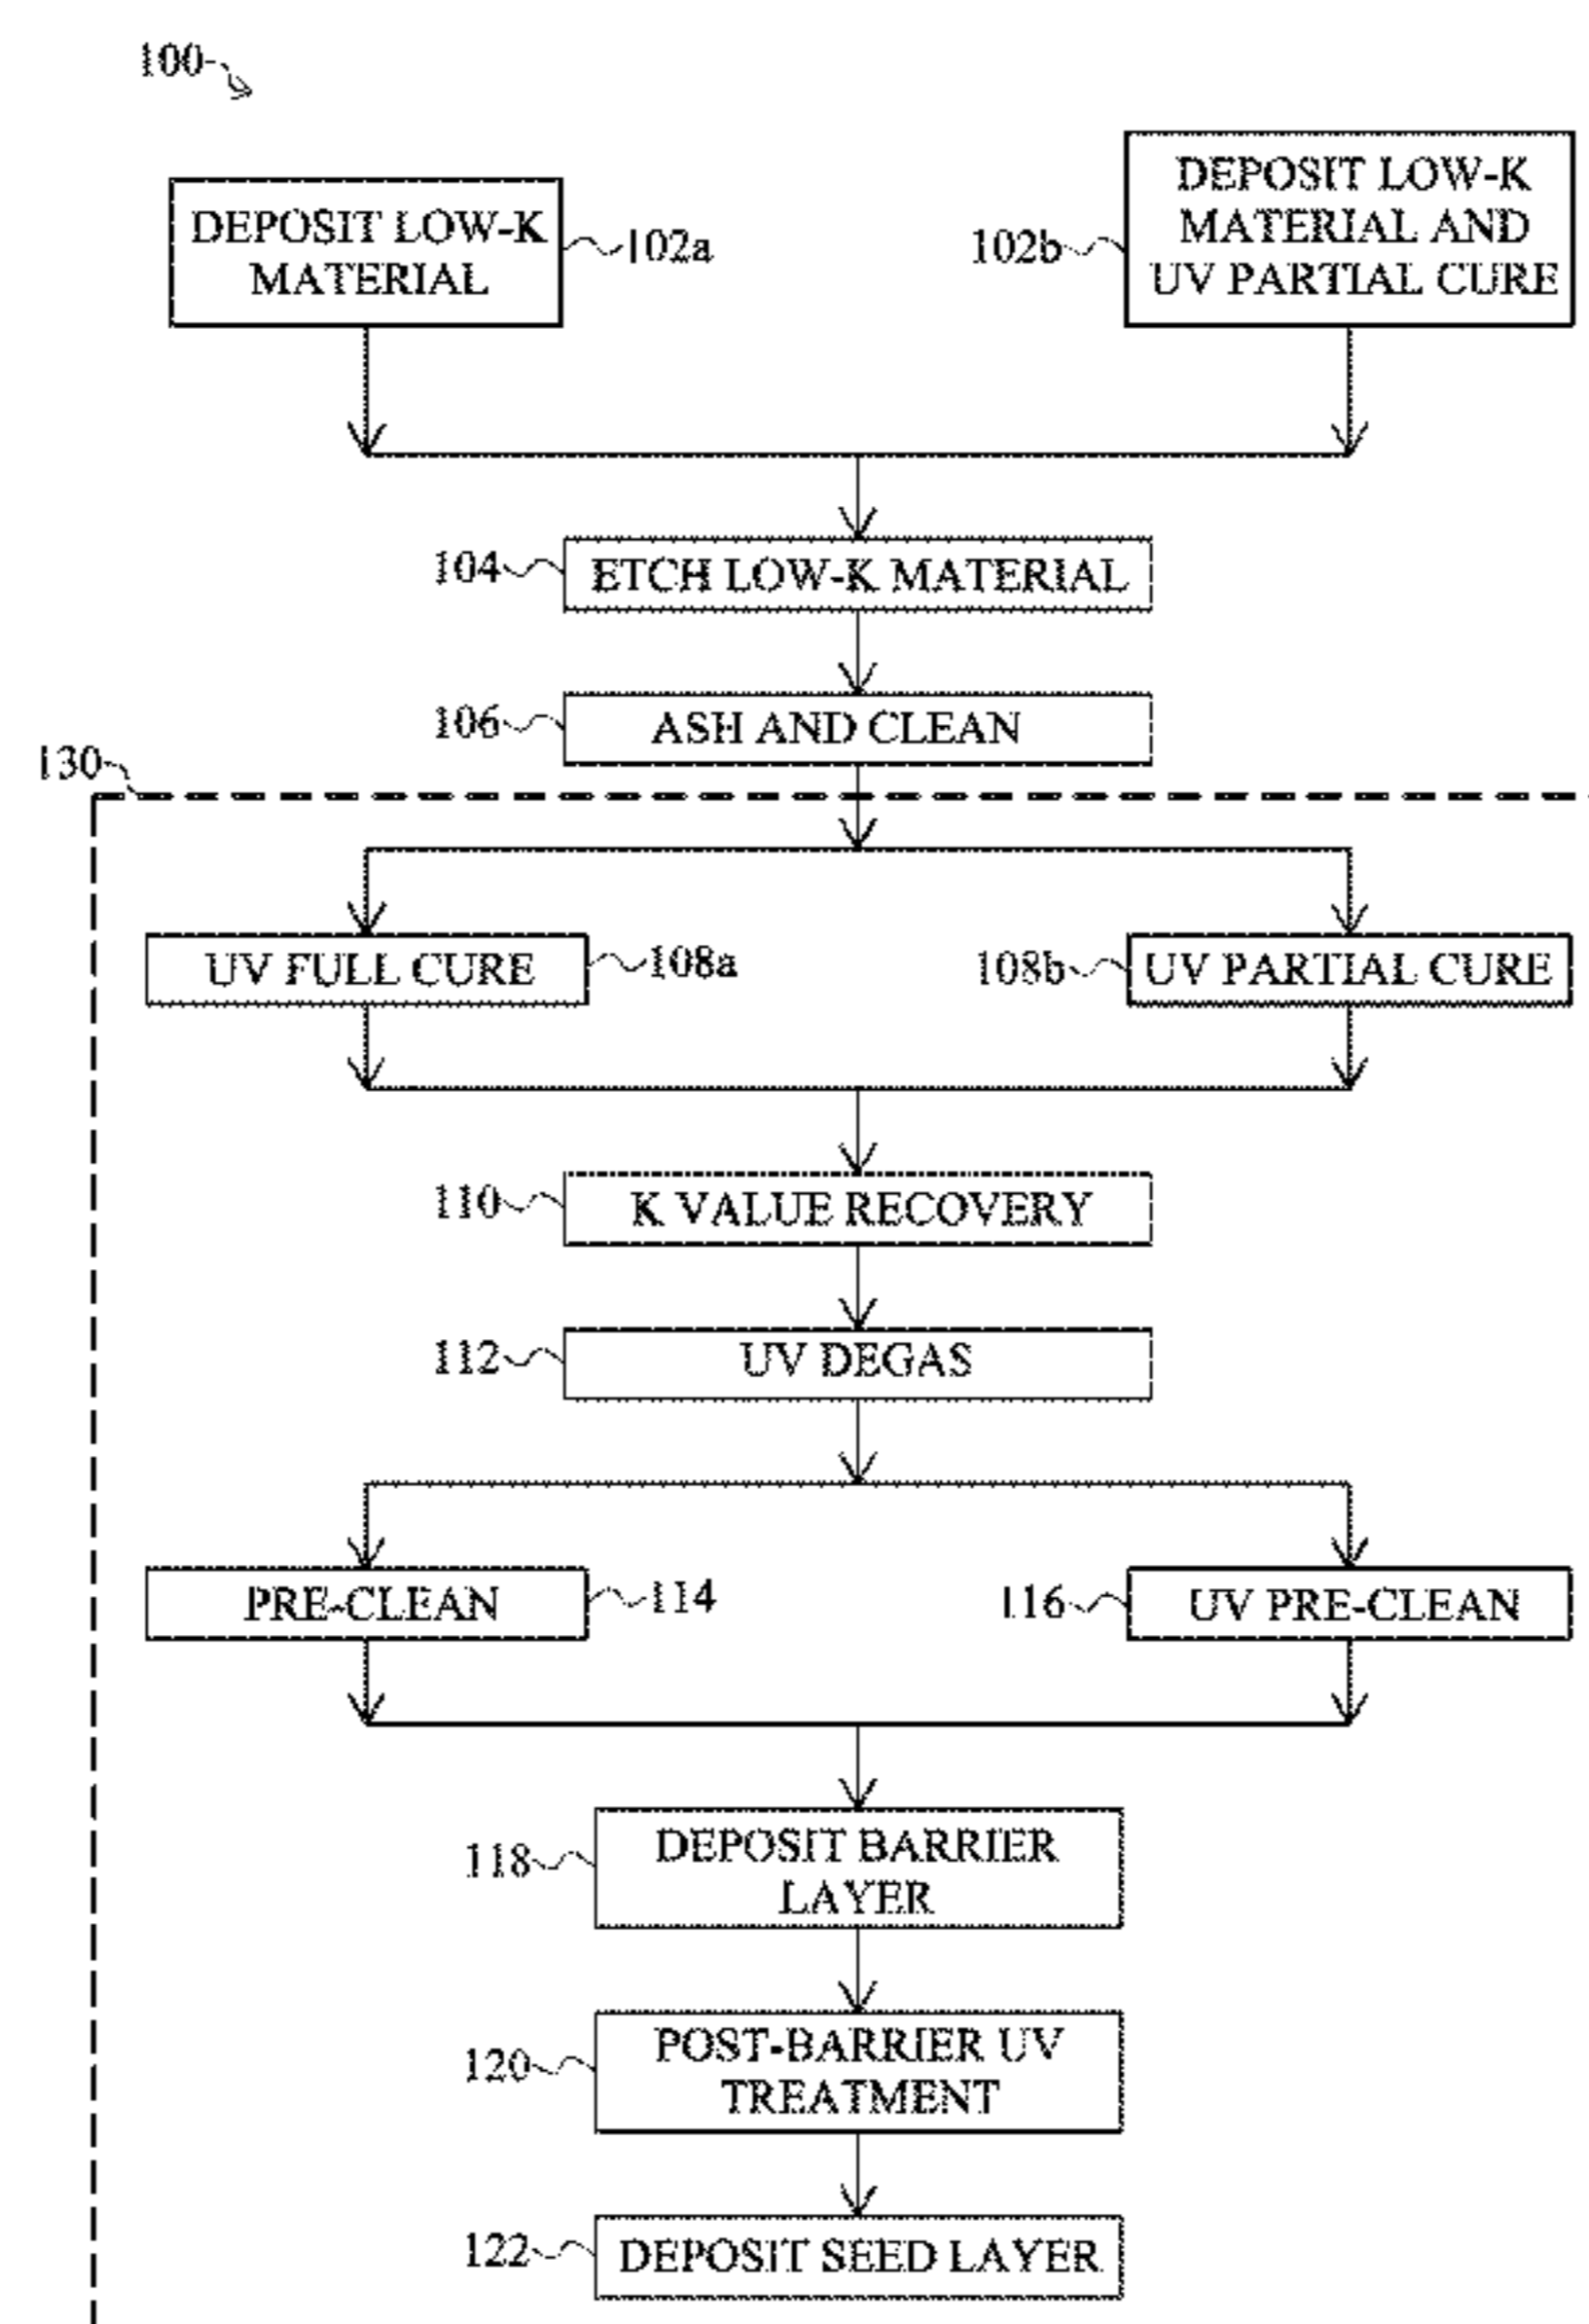 100
DEPOSIT LOW-K
MATERIAL
102a
102b
DEPOSIT LOW-K
MATERIAL AND
UV PARTIAL CURE
104
ETCH LOW-K MATERIAL
106
ASH AND CLEAN
130
UV FULL CURE
108a
108b
UV PARTIAL CURE
110
K VALUE RECOVERY
112
UV DEGAS
PRE-CLEAN
114
116
UV PRE-CLEAN
118
DEPOSIT BARRIER
LAYER
120
POST-BARRIER UV
TREATMENT
122
DEPOSIT SEED LAYER